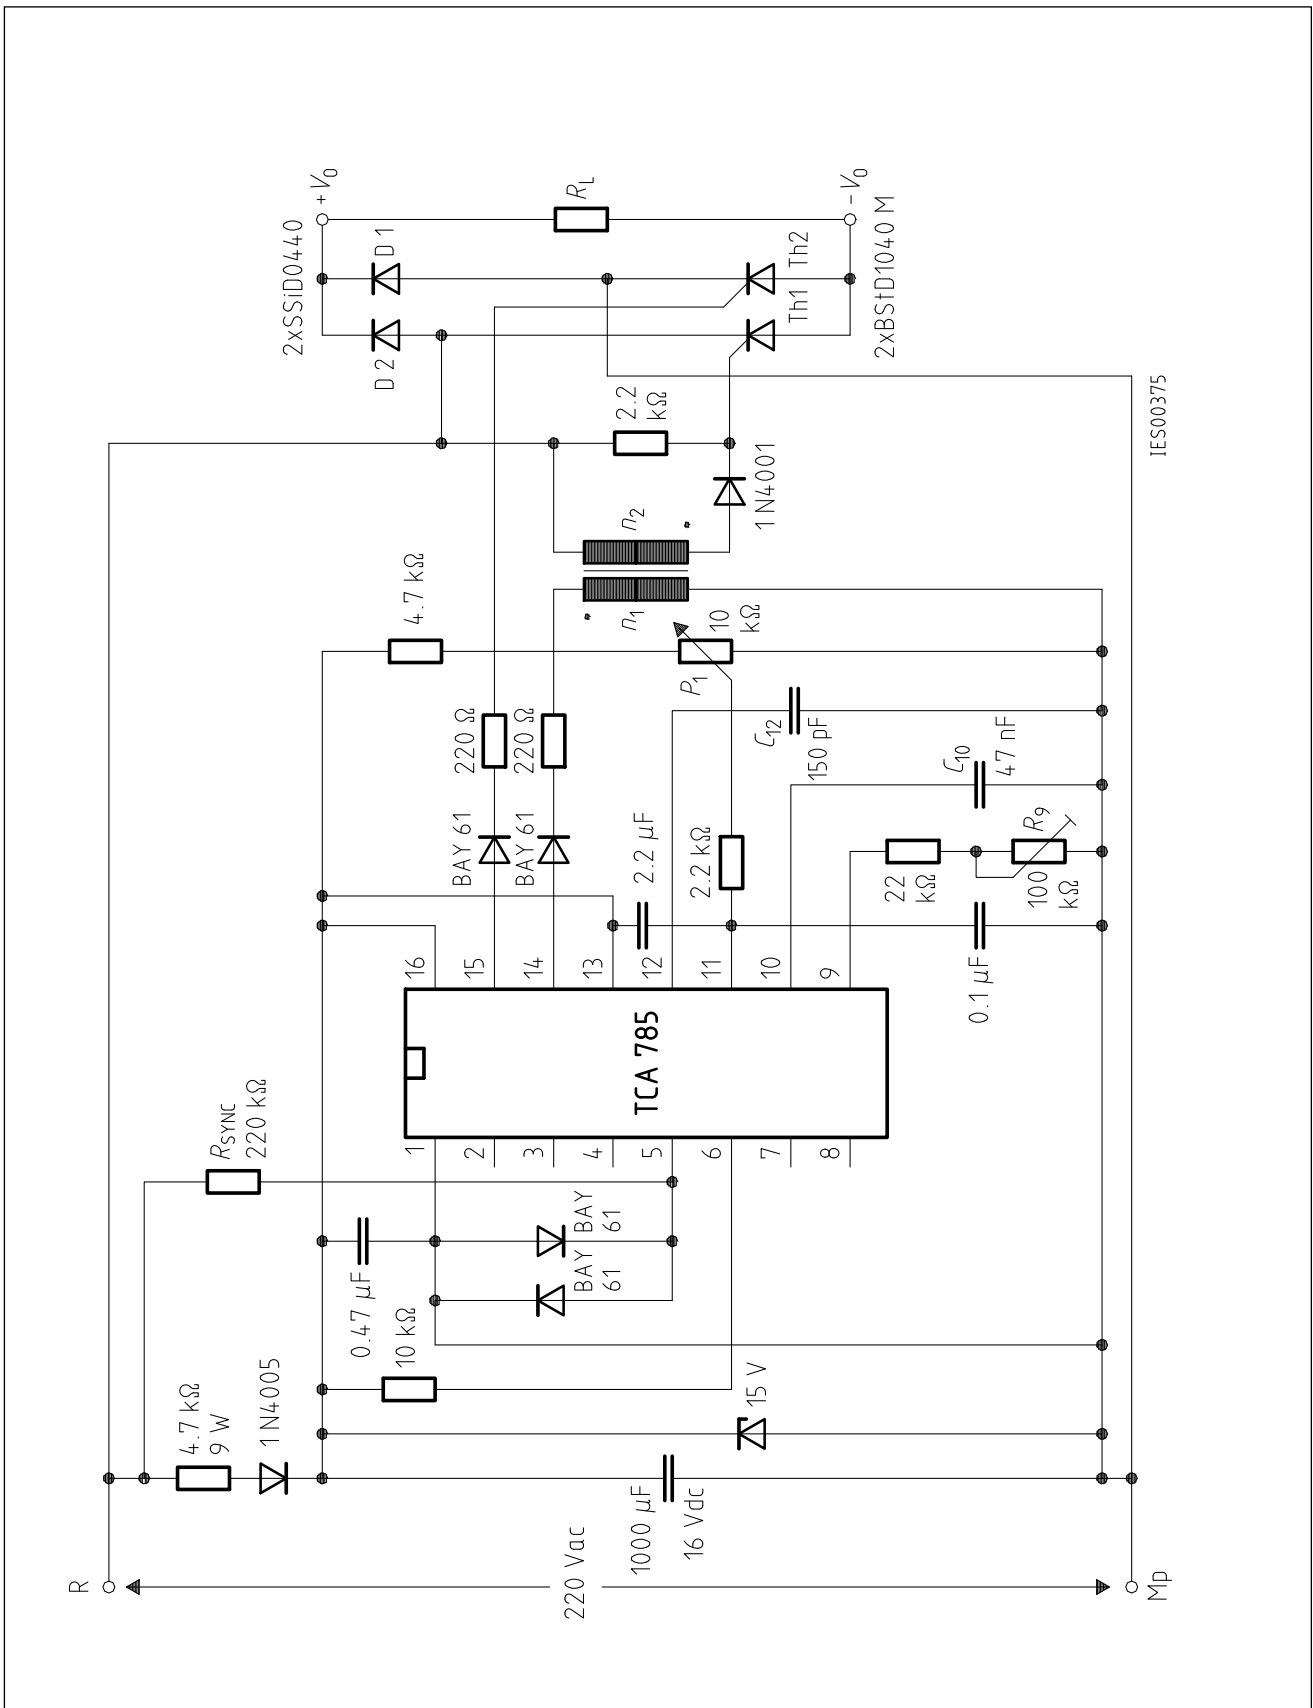 R
220 Vac
Mp
4.7 kΩ
9 W
1N4005
1000 µF
16 Vdc
15 V
10 kΩ
0.47 µF
BAY
61
BAY
61
RSYNC
220 kΩ
1
2
3
4
5
6
7
8
TCA 785
16
15
14
13
12
11
10
9
BAY 61
BAY 61
2.2 µF
2.2 kΩ
0.1 µF
22
kΩ
R9
100
kΩ
C10
47 nF
C12
150 pF
220 Ω
220 Ω
P1
10
kΩ
4.7 kΩ
n1
n2
*
*
1N4001
2.2
kΩ
2xSSiD0440
D 2
D 1
Th1
Th2
2xBStD1040 M
+V0
RL
-V0
IES00375